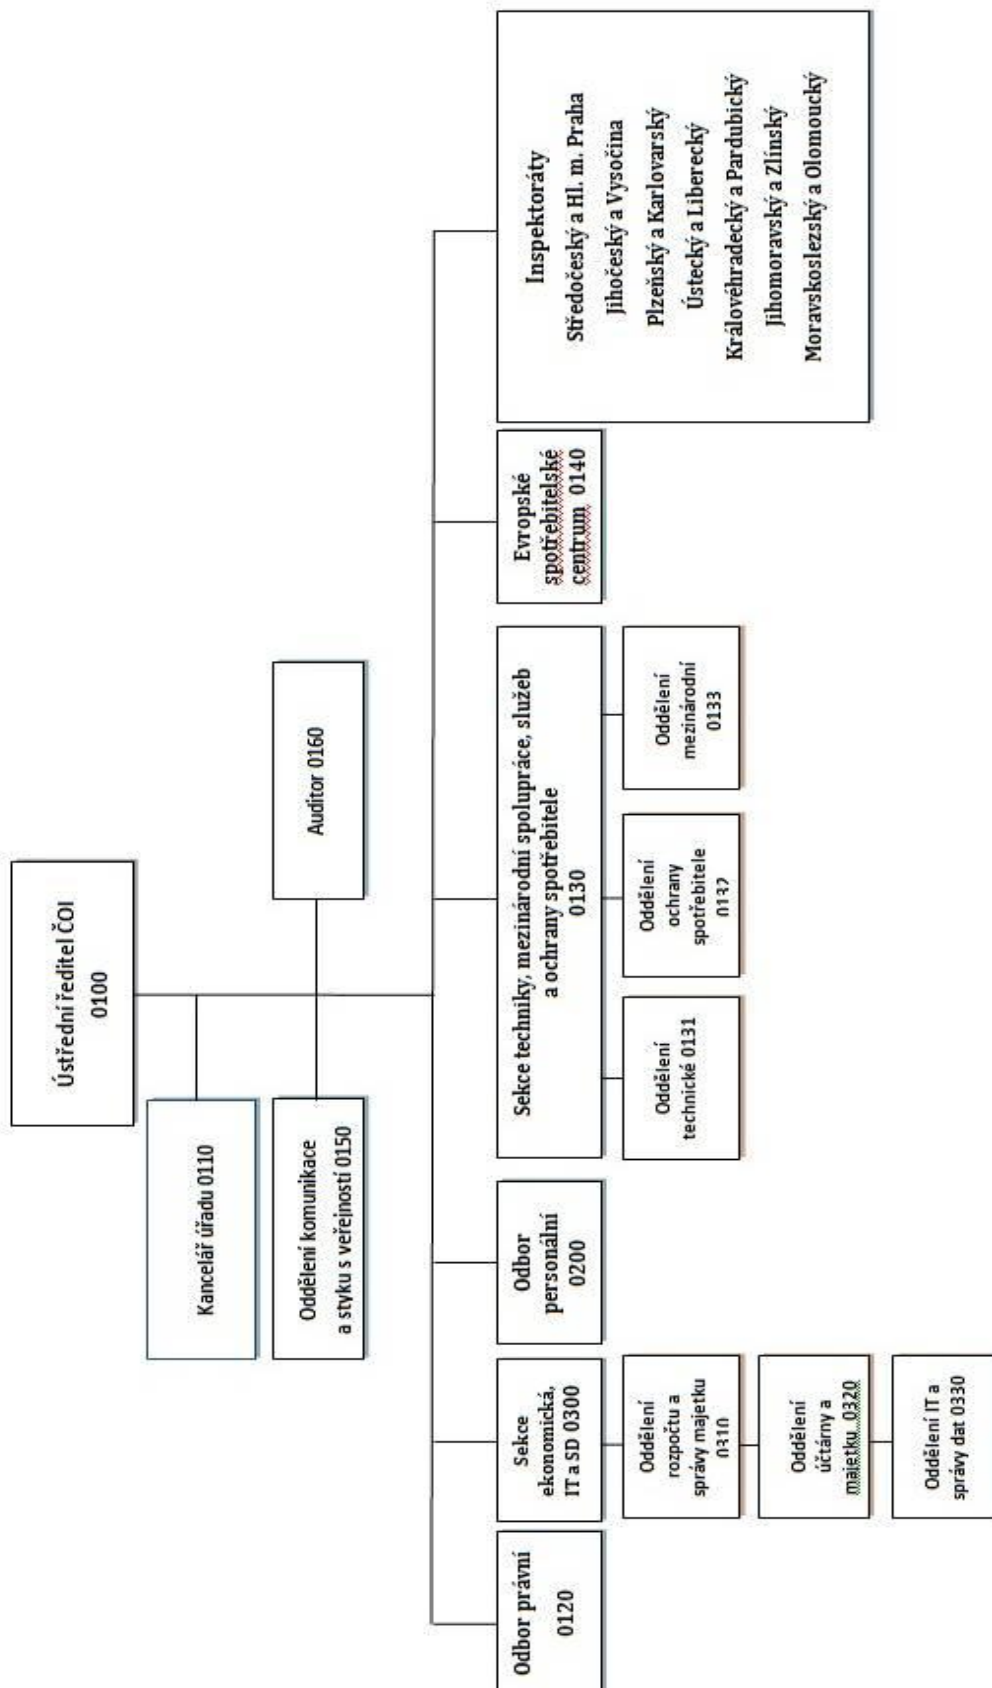 Ústřední ředitel ČOI
0100
Kancelář úřadu 0110
Oddělení komunikace
a styku s veřejností 0150
Auditor 0160
Odbor právní
0120
Sekce
ekonomická,
IT a SD 0300
Oddělení
rozpočtu a
správy majetku
0310
Oddělení
účtárny a
majetku 0320
Oddělení IT a
správy dat 0330
Odbor
personální
0200
Sekce techniky, mezinárodní spolupráce, služeb
a ochrany spotřebitele
0130
Oddělení
technické 0131
Oddělení
ochrany
spotřebitele
0132
Oddělení
mezinárodní
0133
Evropské
spotřebitelské
centrum 0140
Inspektoráty
Středočeský a Hl. m. Praha
Jihočeský a Vysočina
Plzeňský a Karlovarský
Ústecký a Liberecký
Královéhradecký a Pardubický
Jihomoravský a Zlínský
Moravskoslezský a Olomoucký